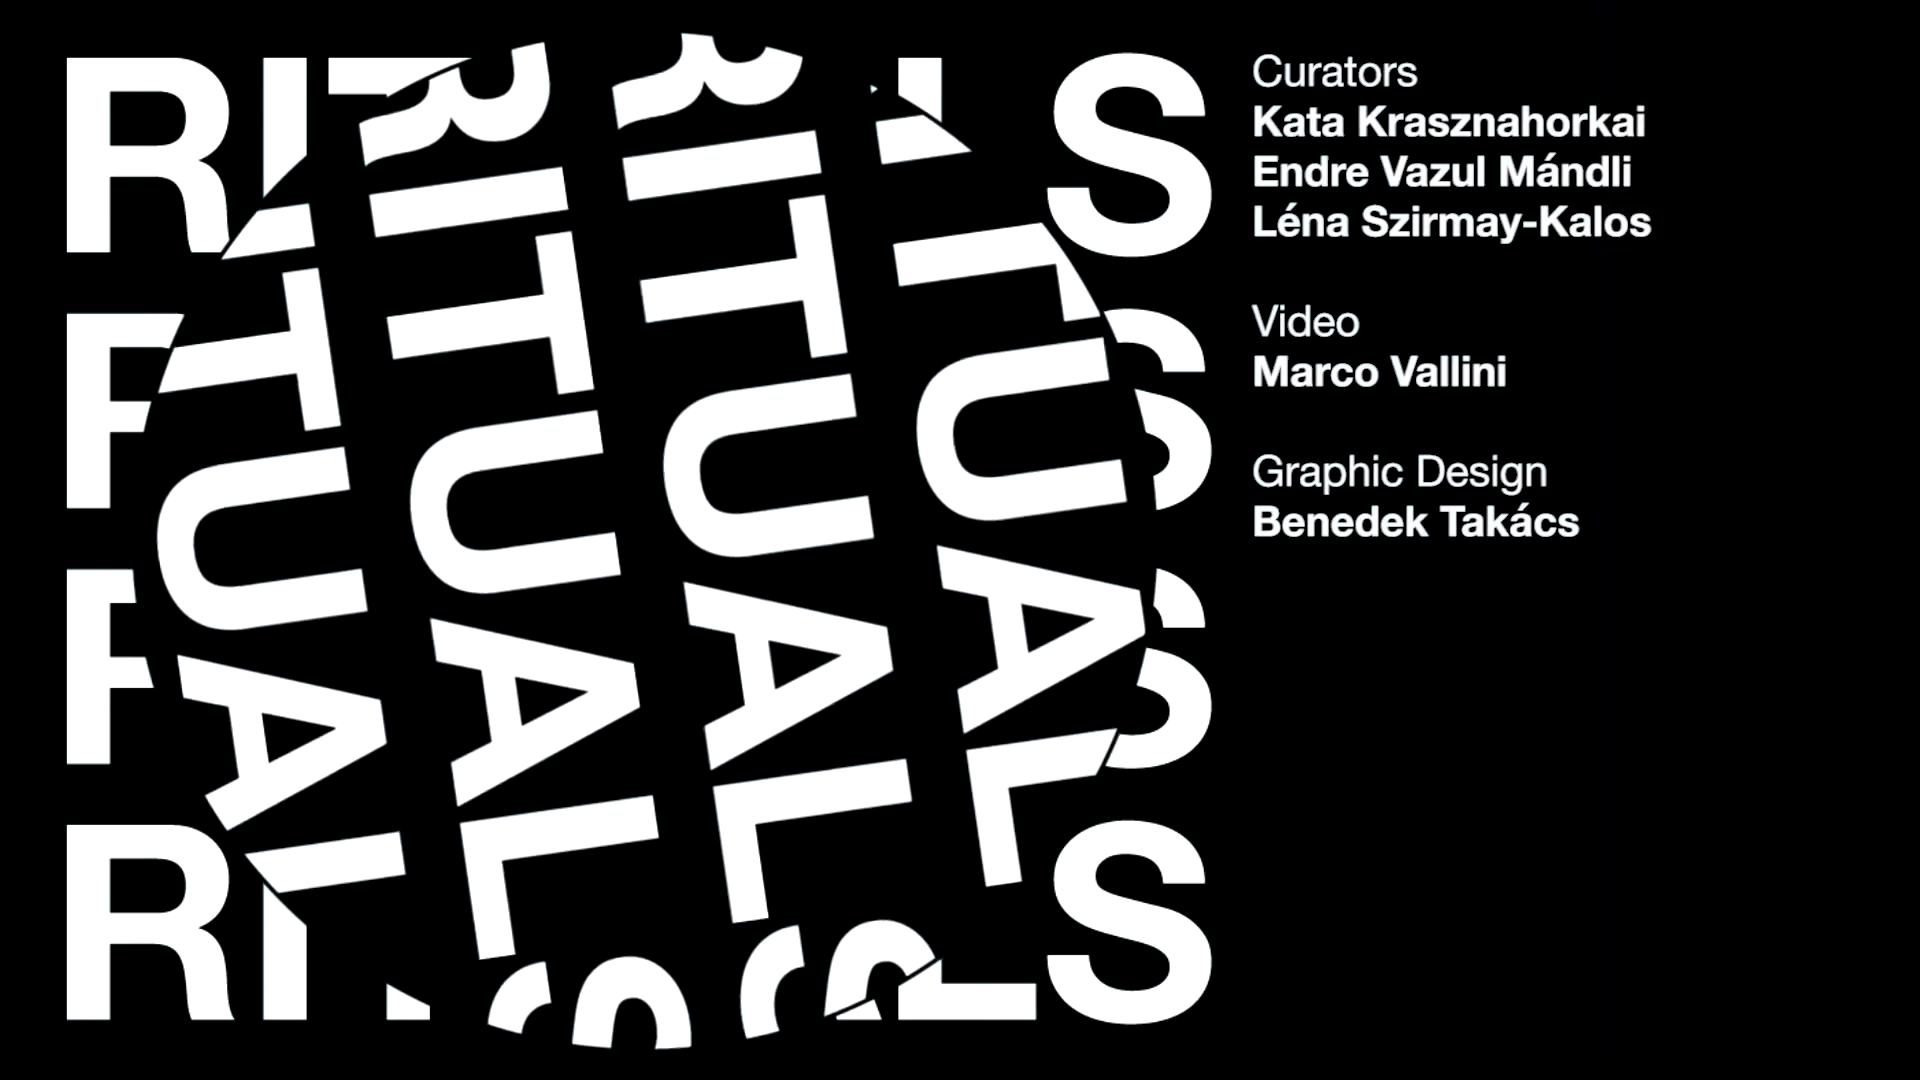 RITUALS
RITUALS
RITUALS
RITUALS
Curators
Kata Krasznahorkai
Endre Vazul Mándli
Léna Szirmay-Kalos
Video
Marco Vallini
Graphic Design
Benedek Takács